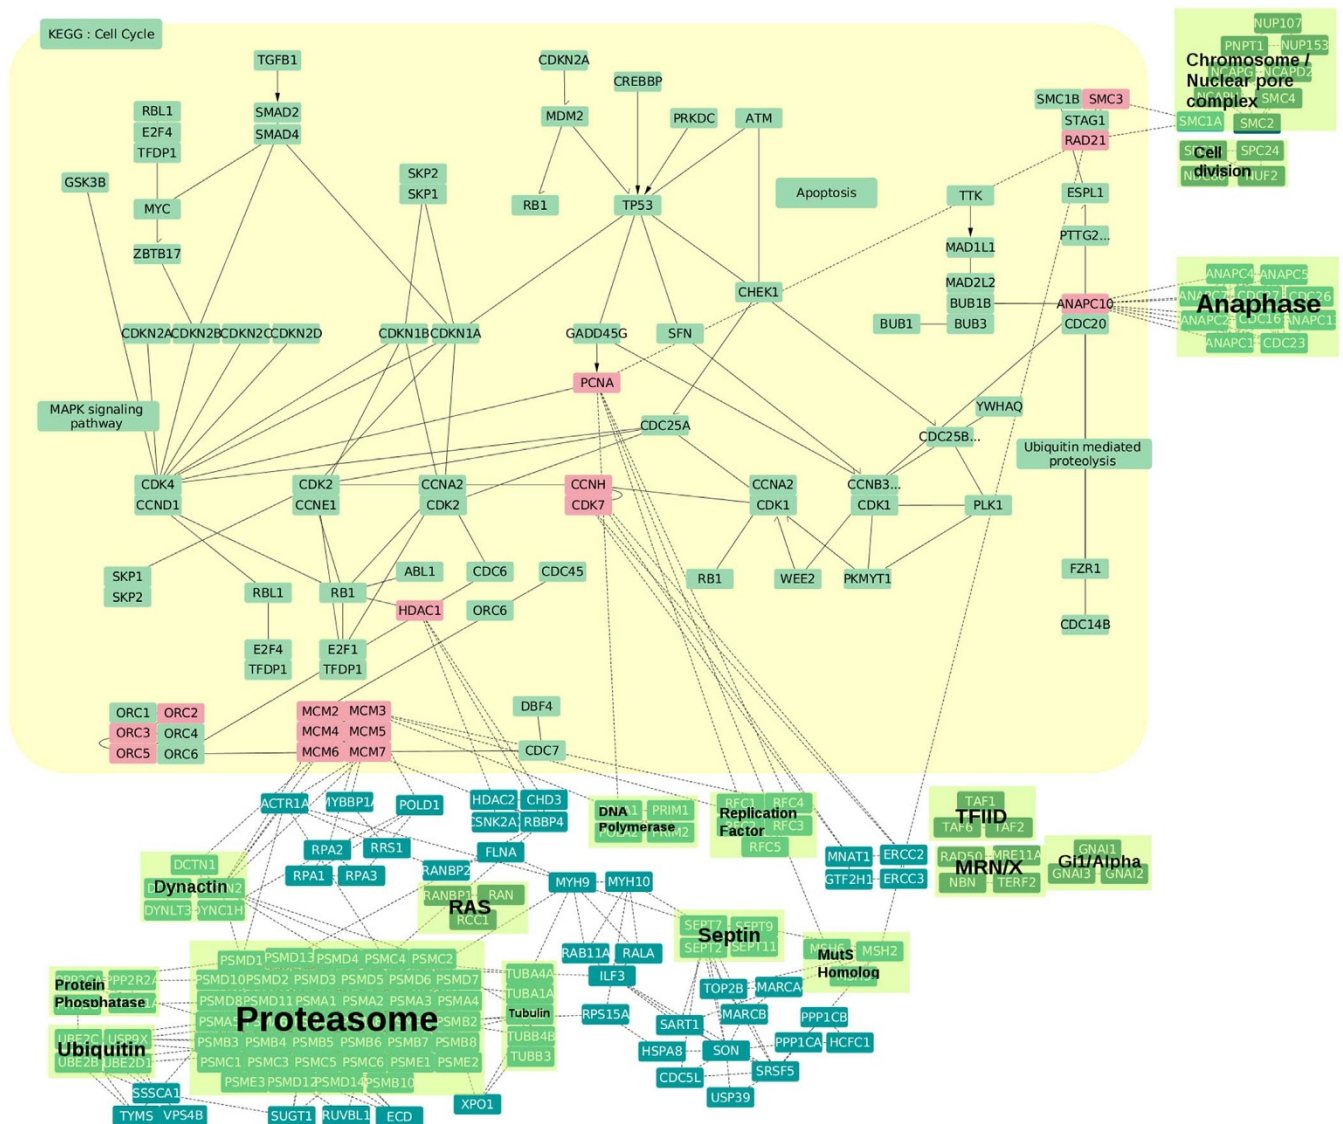 KEGG : Cell Cycle
TGFB1
CDKN2A
CREBBP
NUP107
PNPT1 NUP153
Chromosome /
Nuclear pore
complex
SMC4
SMC1A SMC2
SMC1B SMC3
STAG1
RAD21
RBL1
E2F4
TFDP1
SMAD2
SMAD4
MDM2
PRKDC
ATM
Cell
division
SPC24
NUF2
GSK3B
SKP2
SKP1
MYC
RB1
TP53
Apoptosis
TTK
ESPL1
ZBTB17
MAD1L1
PTTG2...
MAD2L2
BUB1B
BUB1
BUB3
CHEK1
ANAPC10
CDC20
ANAPC4 ANAPC5
CDC26
Anaphase
CDC16
ANAPC1 CDC23
CDKN2A CDKN2B CDKN2C CDKN2D
CDKN1B CDKN1A
GADD45G
SFN
PCNA
MAPK signaling
pathway
CDC25A
YWHAQ
CDC25B...
Ubiquitin mediated
proteolysis
CDK4
CCND1
CDK2
CCNE1
CCNA2
CDK2
CCNH
CDK7
CCNA2
CDK1
CCNB3...
CDK1
PLK1
SKP1
SKP2
RBL1
RB1
ABL1
CDC6
CDC45
RB1
WEE2
PKMYT1
FZR1
HDAC1
ORC6
CDC14B
E2F4
TFDP1
E2F1
TFDP1
ORC1 ORC2
ORC3 ORC4
ORC5 ORC6
MCM2 MCM3
MCM4 MCM5
MCM6 MCM7
DBF4
CDC7
ACTR1A
MYBBP1A
POLD1
HDAC2 CHD3
CSNK2A1 RBBP4
DNA
Polymerase
PRIM1
PRIM2
RFC1 RFC4
Replication
Factor
RFC3
RFC5
TAF1
TFIID
TAF6 TAF2
RPA2
RRS1
FLNA
RPA1 RPA3
RANBP2
MNAT1 ERCC2
GTF2H1 ERCC3
RAD50 MRE11A
MRN/X
NBN TERF2
GNAI1
Gi1/Alpha
GNAI3 GNAI2
DCTN1
Dynactin
DYNLT3 DYNC1H1
RANBP1 RAN
RAS
RCC1
MYH9
MYH10
SEPT7 SEPT9
Septin
SEPT2 SEPT11
MSH6 MSH2
MutS
Homolog
RAB11A RALA
ILF3
TOP2B SMARCA4
SMARCB
PPP1CB
RPS15A
SART1
HSPA8
SON
PPP1CA HCFC1
CDC5L
SRSF5
USP39
PPP2R2A
Protein
Phosphatase
UBE2C USP9X
Ubiquitin
UBE2B UBE2D1
PSMD1 PSMD13 PSMD4 PSMC4 PSMC2
PSMD10 PSMD2 PSMD3 PSMD5 PSMD6 PSMD7
PSMD8 PSMD11 PSMA1 PSMA2 PSMA3 PSMA4
Proteasome
PSMB2
PSMB3 PSMB4 PSMB5 PSMB6 PSMB7 PSMB8
PSMC1 PSMC3 PSMC5 PSMC6 PSME1 PSME2
PSME3 PSMD12 PSMD14 PSMB10
TUBA4A
TUBA1A
Tubulin
TUBB4B
TUBB3
SSSCA1
TYMS VPS4B
SUGT1
RUVBL1
ECD
XPO1